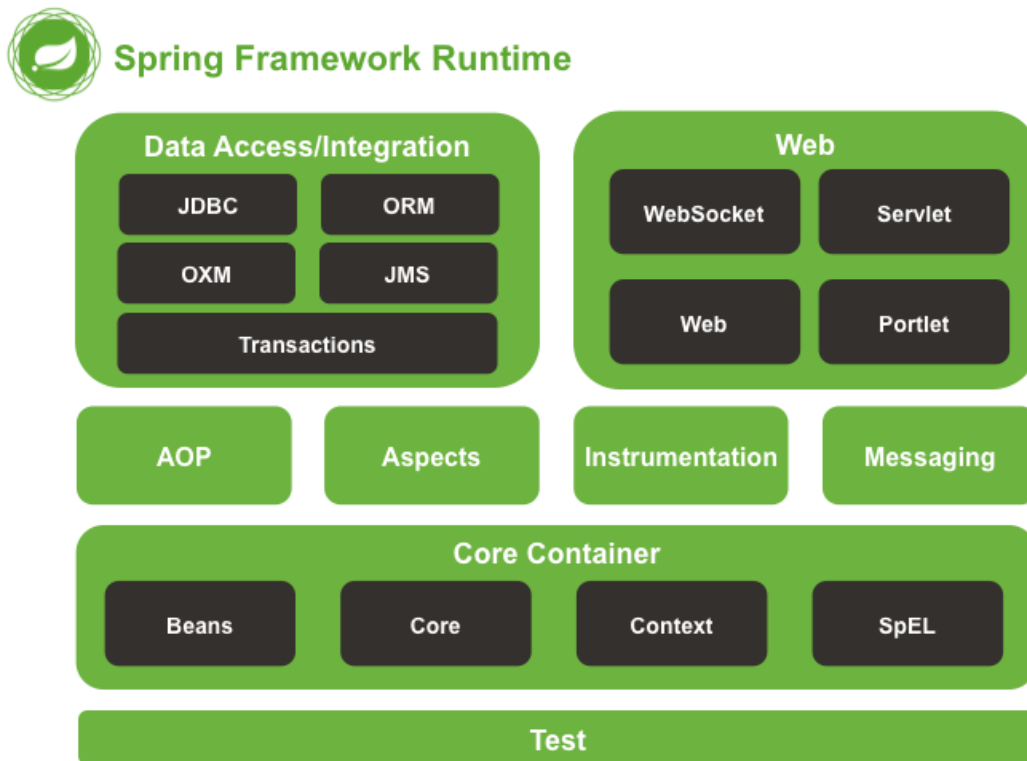 Spring Framework Runtime
Data Access/Integration
JDBC
ORM
OXM
JMS
Transactions
Web
WebSocket
Servlet
Web
Portlet
AOP
Aspects
Instrumentation
Messaging
Core Container
Beans
Core
Context
SpEL
Test